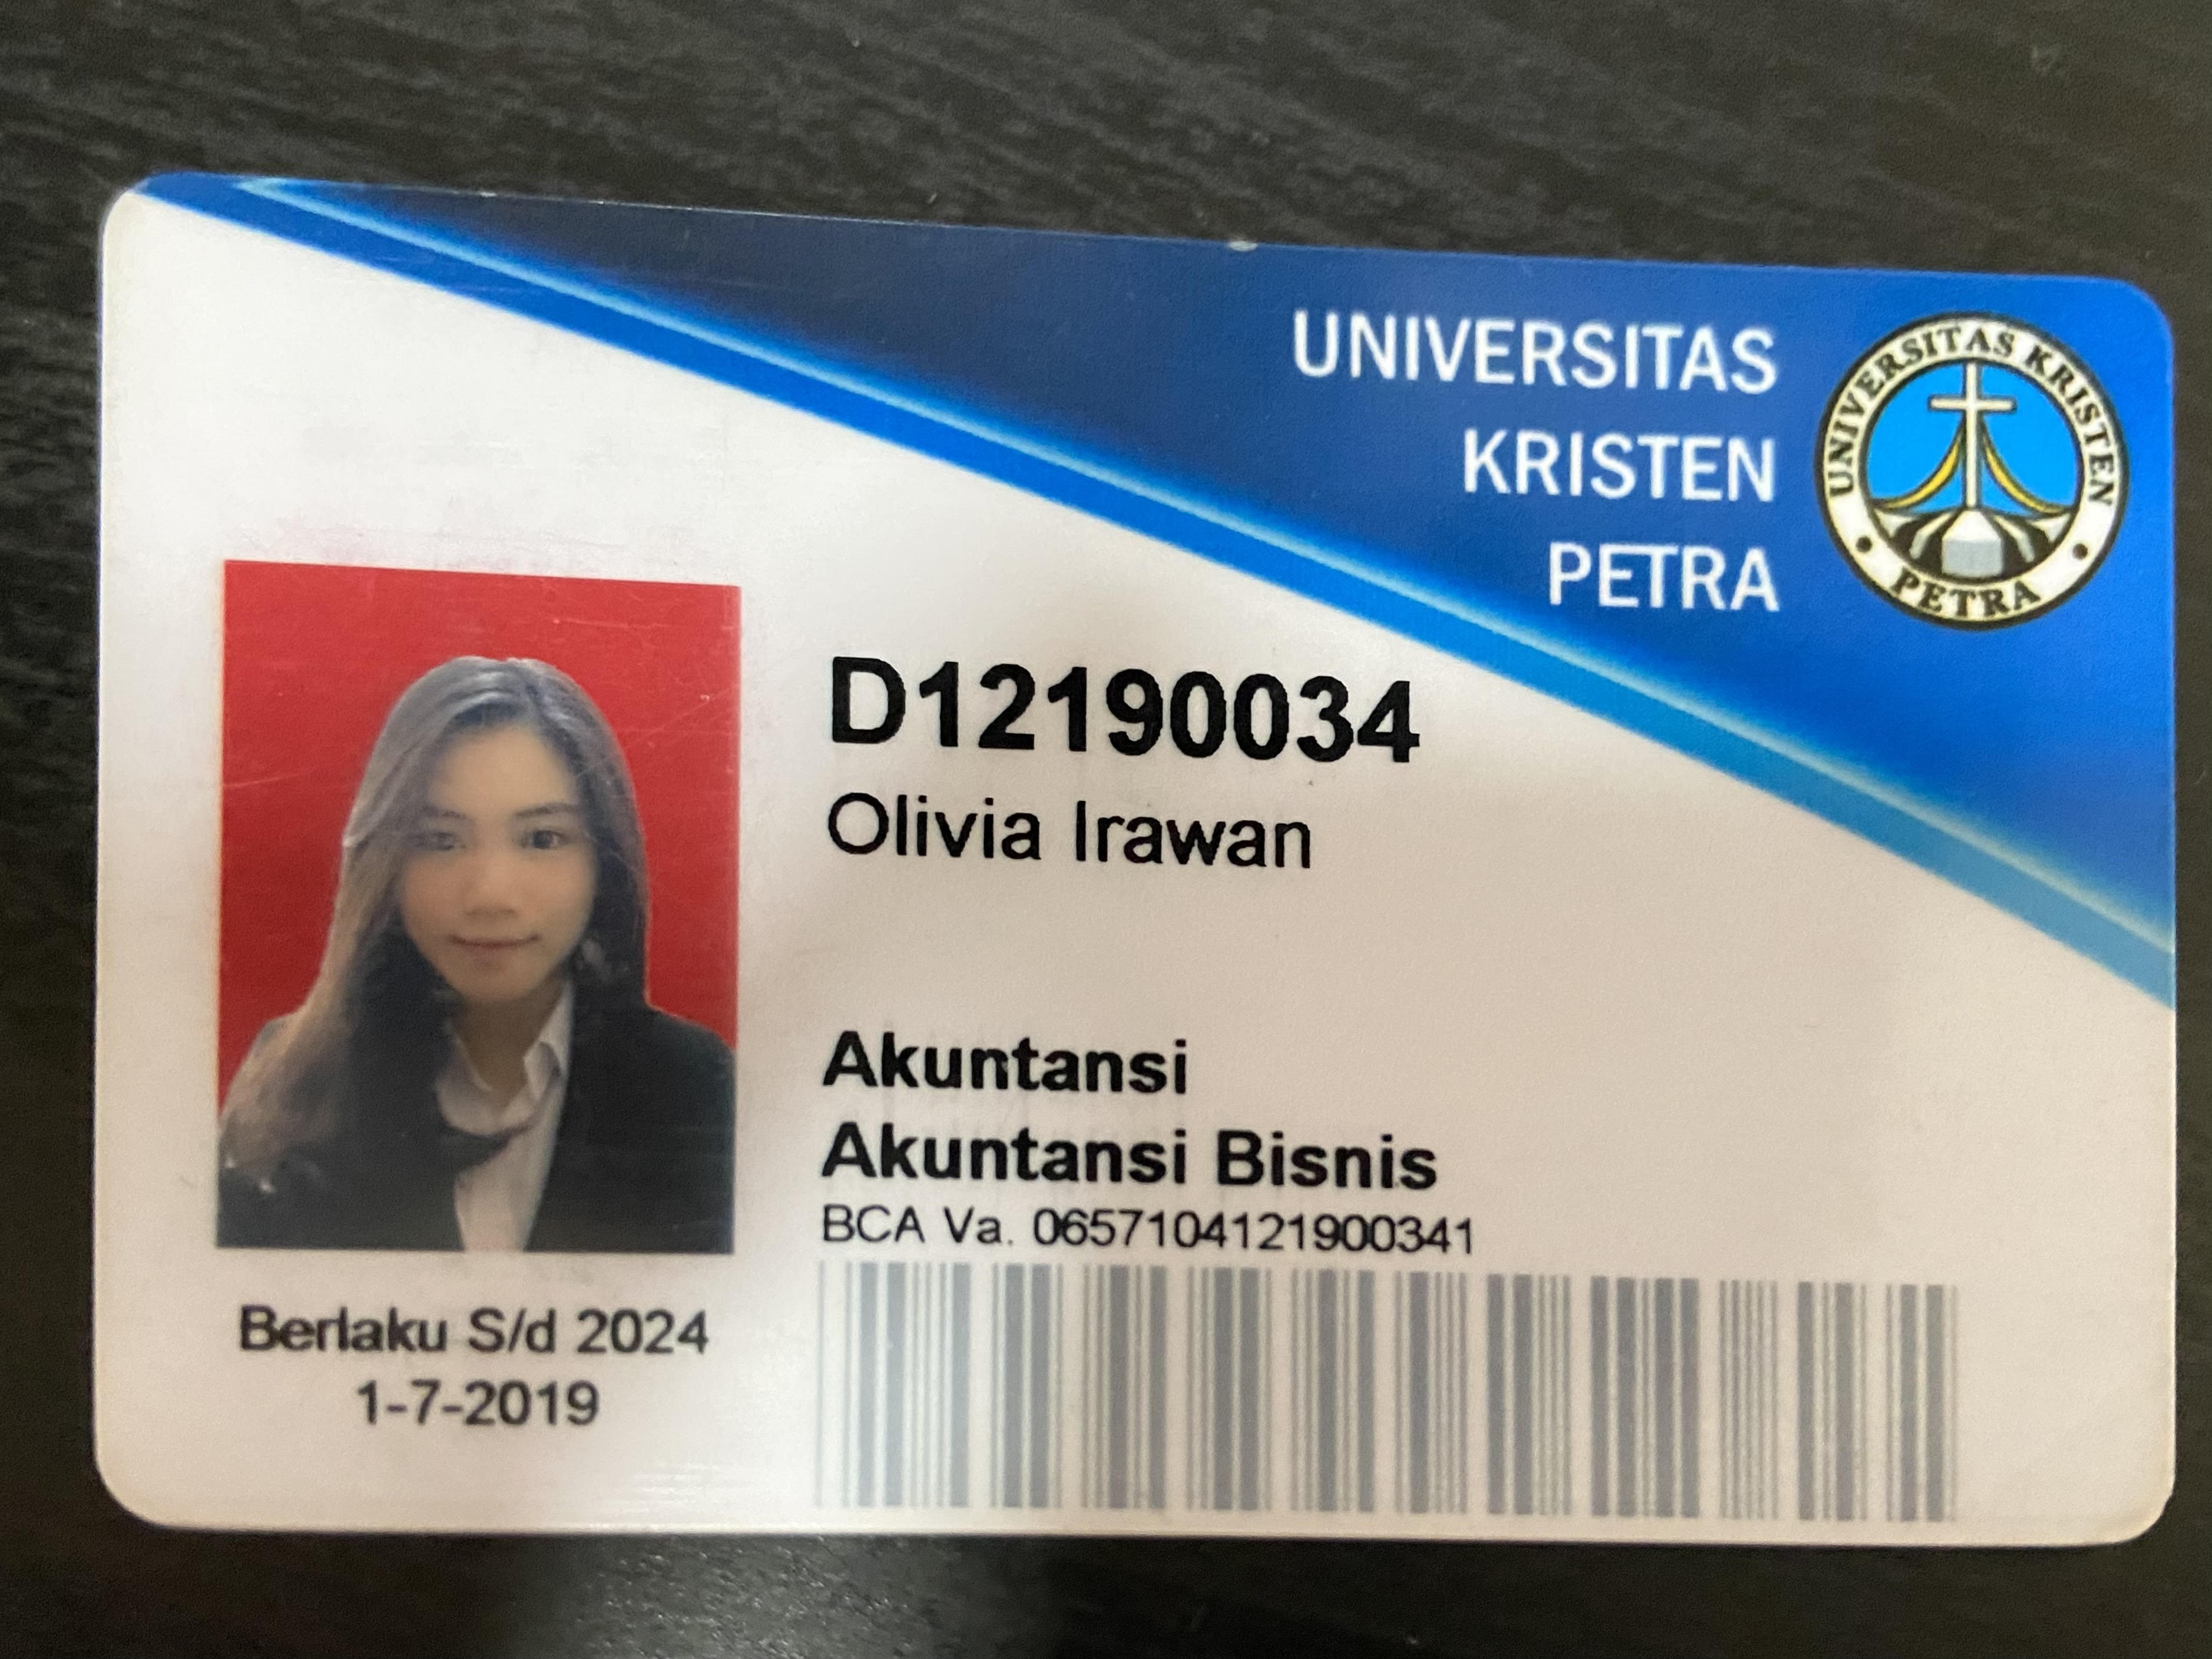 UNIVERSITAS
KRISTEN
PETRA
UNIVERSITAS KRISTEN
PETRA
D12190034
Olivia Irawan
Akuntansi
Akuntansi Bisnis
BCA Va. 0657104121900341
Berlaku S/d 2024
1-7-2019